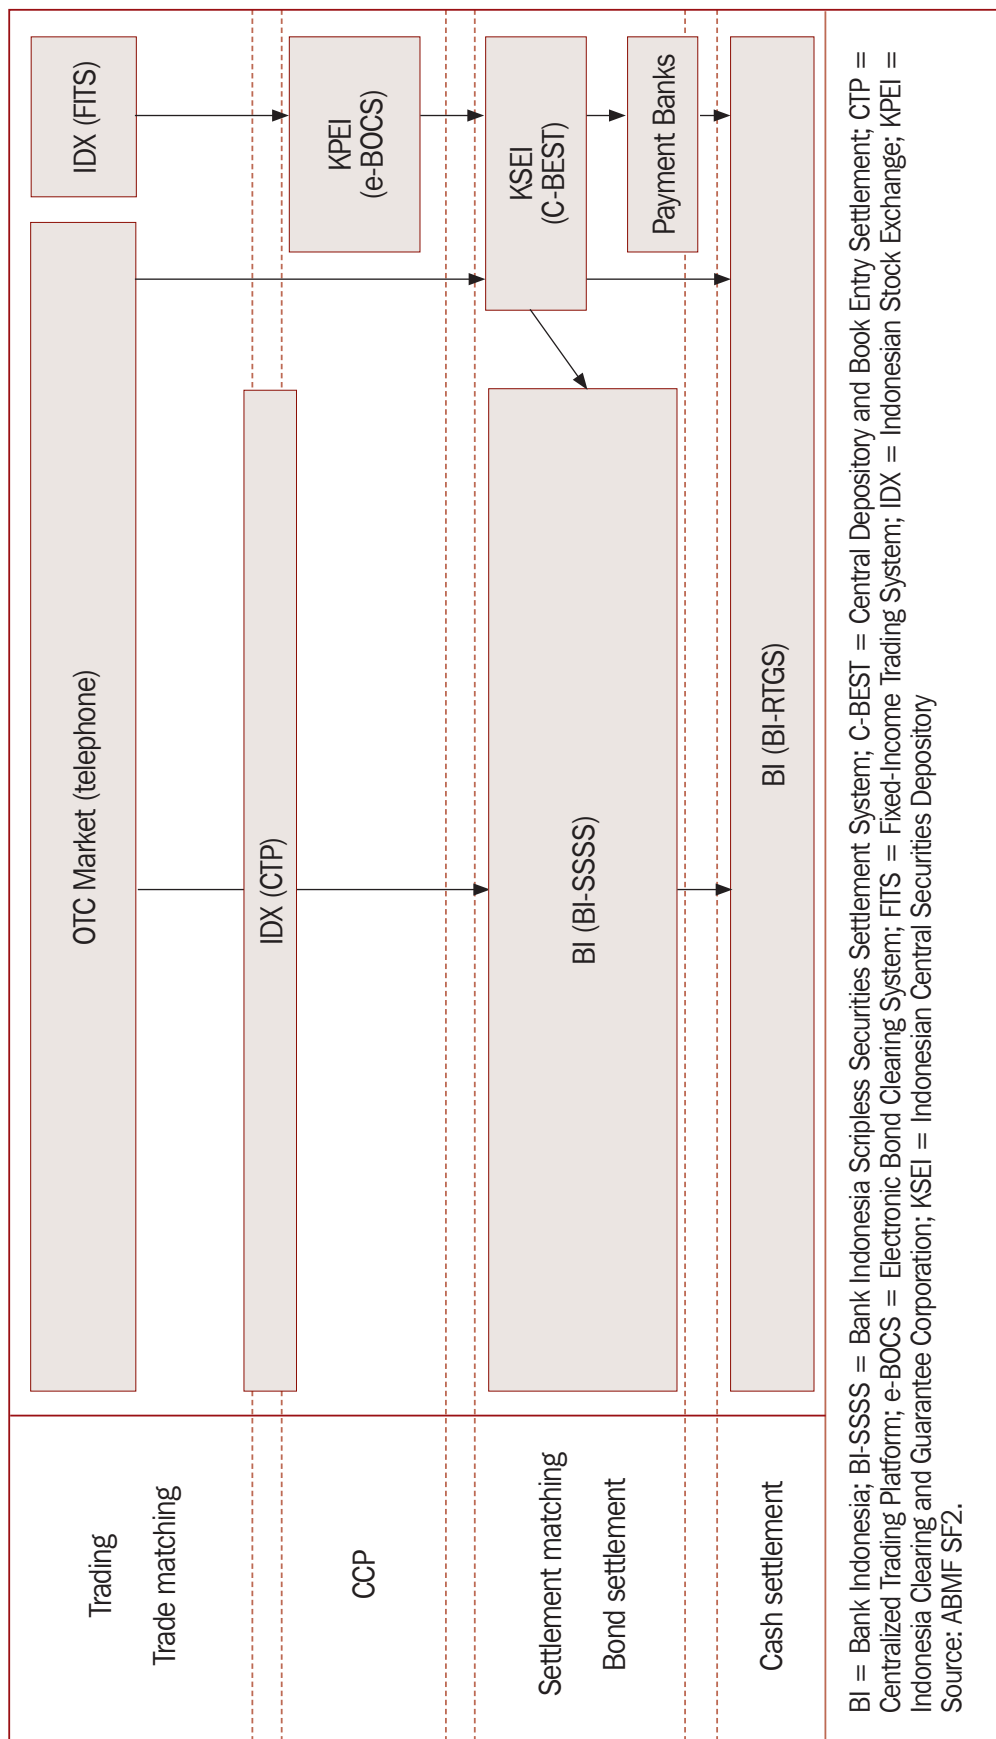 Trading
Trade matching
OTC Market (telephone)
IDX (FITS)
IDX (CTP)
CCP
KPEI
(e-BOCS)
Settlement matching
Bond settlement
BI (BI-SSSS)
KSEI
(C-BEST)
Payment Banks
Cash settlement
BI (BI-RTGS)
BI = Bank Indonesia; BI-SSSS = Bank Indonesia Scripless Securities Settlement System; C-BEST = Central Depository and Book Entry Settlement; CTP =
Centralized Trading Platform; e-BOCS = Electronic Bond Clearing System; FITS = Fixed-Income Trading System; IDX = Indonesian Stock Exchange; KPEI =
Indonesia Clearing and Guarantee Corporation; KSEI = Indonesian Central Securities Depository
Source: ABMF SF2.